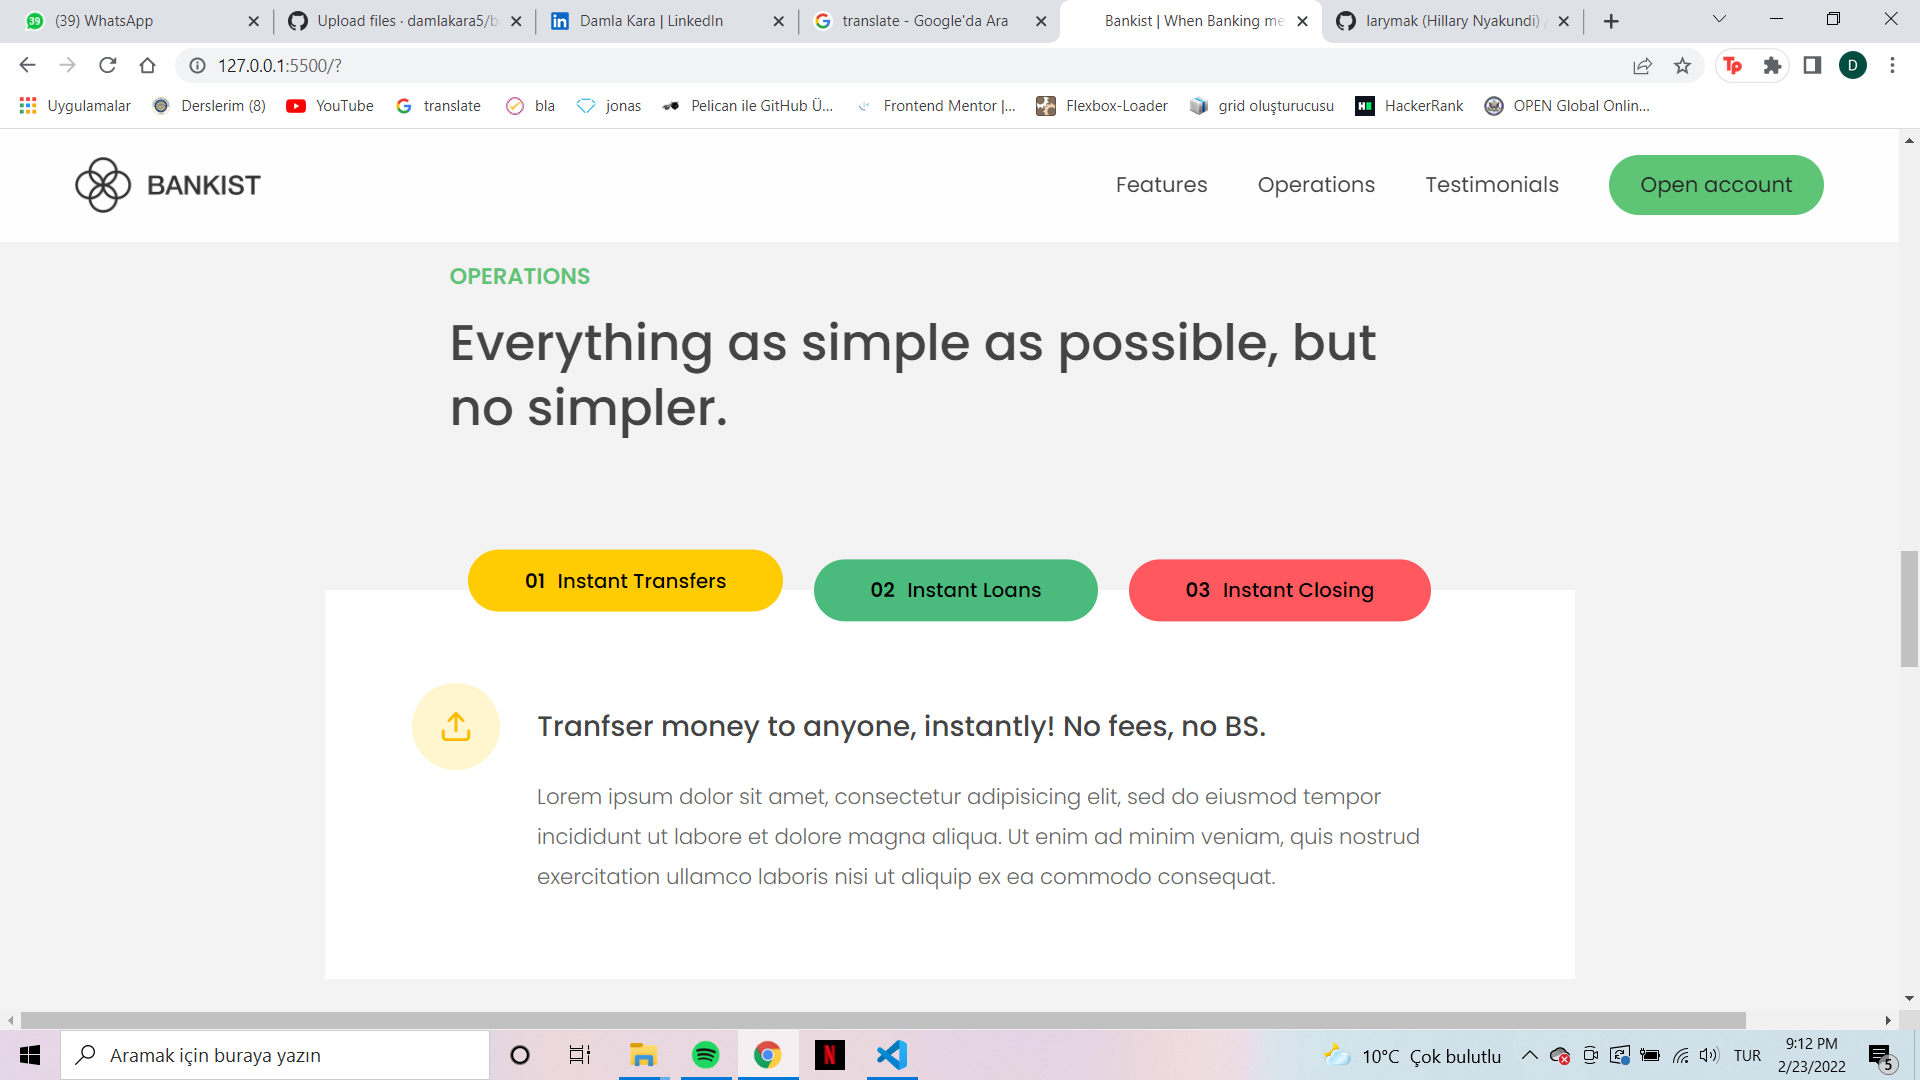 39 (39) WhatsApp
Upload files · damlakara5/b
Damla Kara | LinkedIn
translate - Google'da Ara
Bankist | When Banking me
larymak (Hillary Nyakundi)
127.0.0.1:5500/?
Tp
D
Uygulamalar
Derslerim (8)
YouTube
translate
bla
jonas
Pelican ile GitHub Ü...
Frontend Mentor |...
Flexbox-Loader
grid oluşturucusu
HackerRank
OPEN Global Onlin...
BANKIST
Features
Operations
Testimonials
Open account
OPERATIONS
Everything as simple as possible, but
no simpler.
01 Instant Transfers
02 Instant Loans
03 Instant Closing
Tranfser money to anyone, instantly! No fees, no BS.
Lorem ipsum dolor sit amet, consectetur adipisicing elit, sed do eiusmod tempor
incididunt ut labore et dolore magna aliqua. Ut enim ad minim veniam, quis nostrud
exercitation ullamco laboris nisi ut aliquip ex ea commodo consequat.
Aramak için buraya yazın
N
10°C Çok bulutlu
TUR
9:12 PM
2/23/2022
5